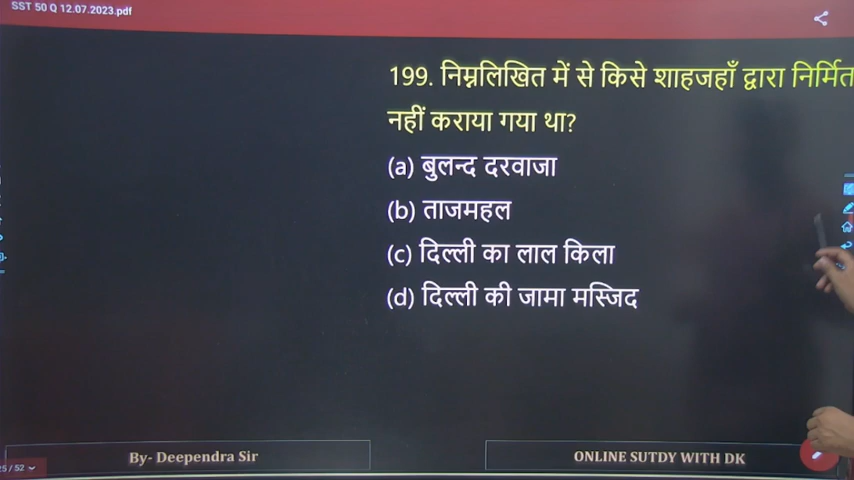 SST 50 Q 12.07.2023.pdf
199. निम्नलिखित में से किसे शाहजहाँ द्वारा निर्मित
नहीं कराया गया था?
(a) बुलन्द दरवाजा
(b) ताजमहल
(c) दिल्ली का लाल किला
(d) दिल्ली की जामा मस्जिद
By- Deependra Sir
ONLINE SUTDY WITH DK
25 / 52